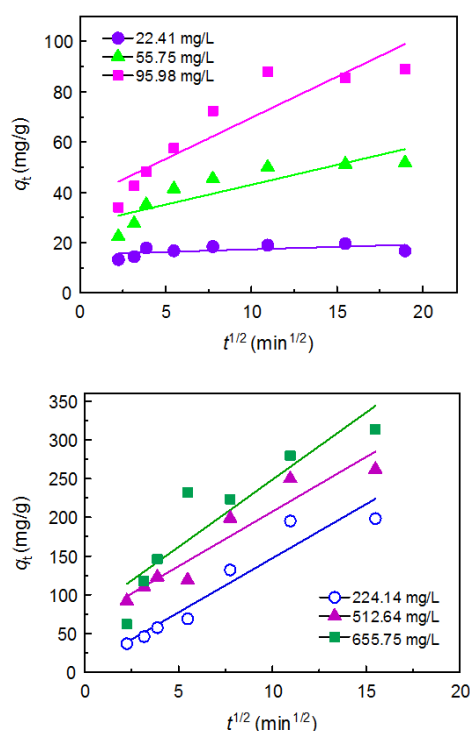 22.41 mg/L
55.75 mg/L
95.98 mg/L
100
80
60
40
20
0
qt (mg/g)
0 5 10 15 20
t1/2 (min1/2)
350
300
250
200
150
100
50
0
qt (mg/g)
224.14 mg/L
512.64 mg/L
655.75 mg/L
0 5 10 15 20
t1/2 (min1/2)